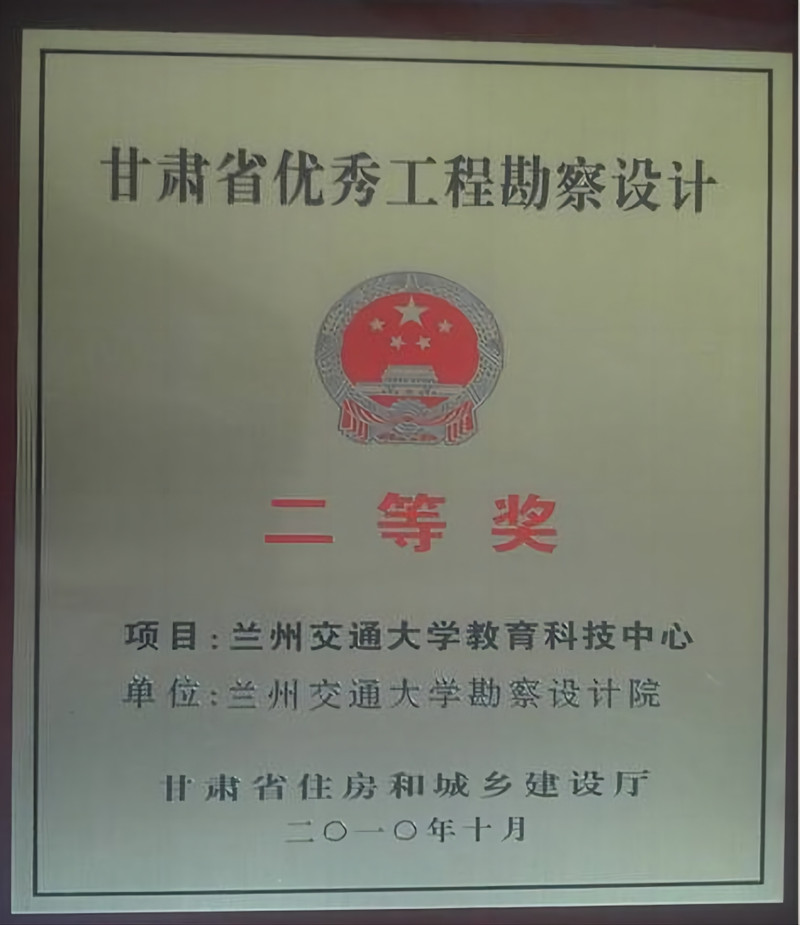 甘肃省优秀工程勘察设计
二等奖
项目:兰州交通大学教育科技中心
单位:兰州交通大学勘察设计院
甘肃省住房和城乡建设厅
二〇一〇年十月